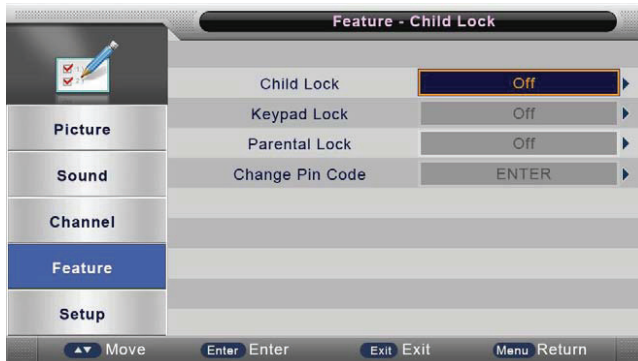 Feature - Child Lock
Child Lock Off
Keypad Lock Off
Parental Lock Off
Change Pin Code ENTER
Picture
Sound
Channel
Feature
Setup
Move Enter Enter Exit Exit Menu Return